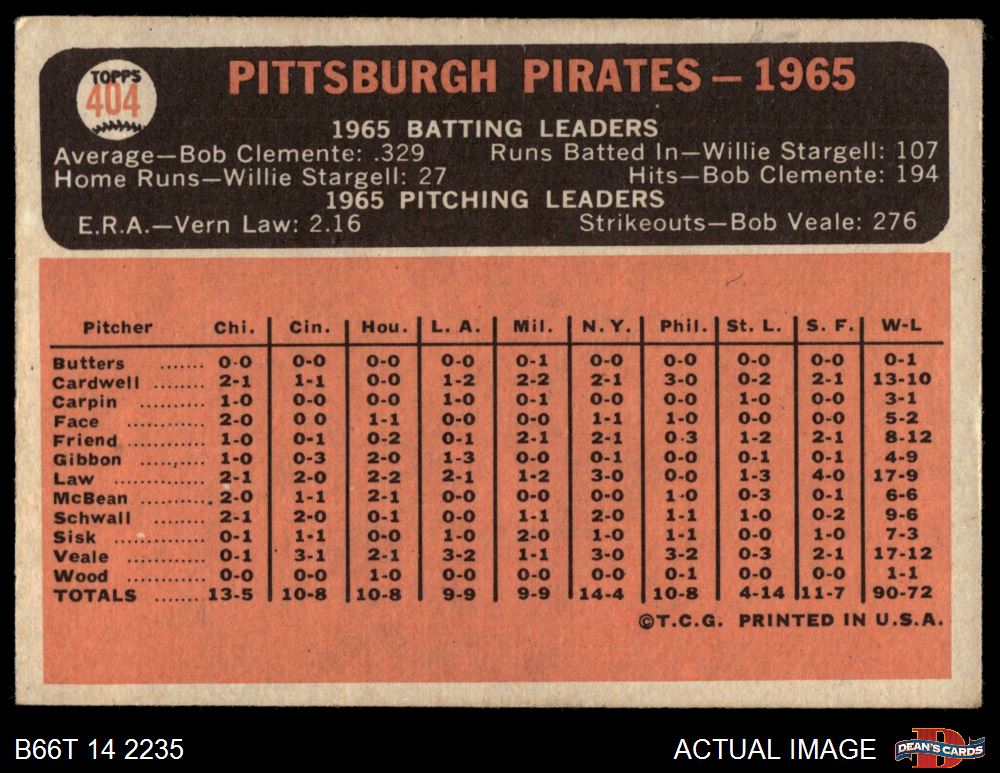 TOPPS
404
PITTSBURGH PIRATES — 1965
1965 BATTING LEADERS
Average—Bob Clemente: .329 Runs Batted In—Willie Stargell: 107
Home Runs—Willie Stargell: 27 Hits—Bob Clemente: 194
1965 PITCHING LEADERS
E.R.A.—Vern Law: 2.16 Strikeouts—Bob Veale: 276
Pitcher Chi. Cin. Hou. L. A. Mil. N. Y. Phil. St. L. S. F. W-L
Butters ....... 0-0 0-0 0-0 0-0 0-1 0-0 0-0 0-0 0-0 0-1
Cardwell ........ 2-1 1-1 0-0 1-2 2-2 2-1 3-0 0-2 2-1 13-10
Carpin .......... 1-0 0-0 0-0 1-0 0-1 0-0 0-0 1-0 0-0 3-1
Face ............ 2-0 0 0 1-1 0-0 0-0 1-1 1-0 0-0 0-0 5-2
Friend .......... 1-0 0-1 0-2 0-1 2-1 2-1 0-3 1-2 2-1 8-12
Gibbon .......... 1-0 0-3 2-0 1-3 0-0 0-1 0-0 0-1 0-1 4-9
Law ............. 2-1 2-0 2-2 2-1 1-2 3-0 0-0 1-3 4-0 17-9
McBean .......... 2-0 1-1 2-1 0-0 0-0 0-0 1-0 0-3 0-1 6-6
Schwall ......... 2-1 2-0 0-1 0-0 1-1 2-0 1-1 1-0 0-2 9-6
Sisk ............ 0-1 1-1 0-0 1-0 2-0 1-0 1-1 0-0 1-0 7-3
Veale ........... 0-1 3-1 2-1 3-2 1-1 3-0 3-2 0-3 2-1 17-12
Wood ............ 0-0 0-0 1-0 0-0 0-0 0-0 0-1 0-0 0-0 1-1
TOTALS ....... 13-5 10-8 10-8 9-9 9-9 14-4 10-8 4-14 11-7 90-72
©T.C.G. PRINTED IN U.S.A.
B66T 14 2235 ACTUAL IMAGE DEAN'S CARDS